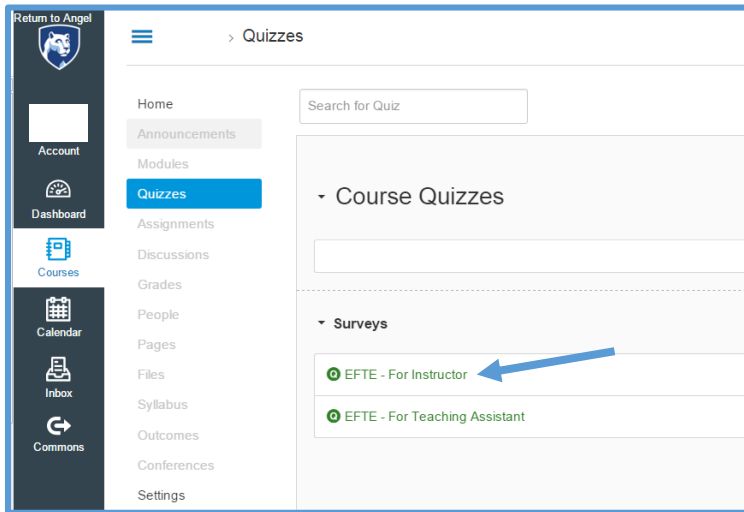 Return to Angel
Account
Dashboard
Courses
Calendar
Inbox
Commons
> Quizzes
Home
Announcements
Modules
Quizzes
Assignments
Discussions
Grades
People
Pages
Files
Syllabus
Outcomes
Conferences
Settings
Search for Quiz
Course Quizzes
Surveys
Q EFTE - For Instructor
Q EFTE - For Teaching Assistant